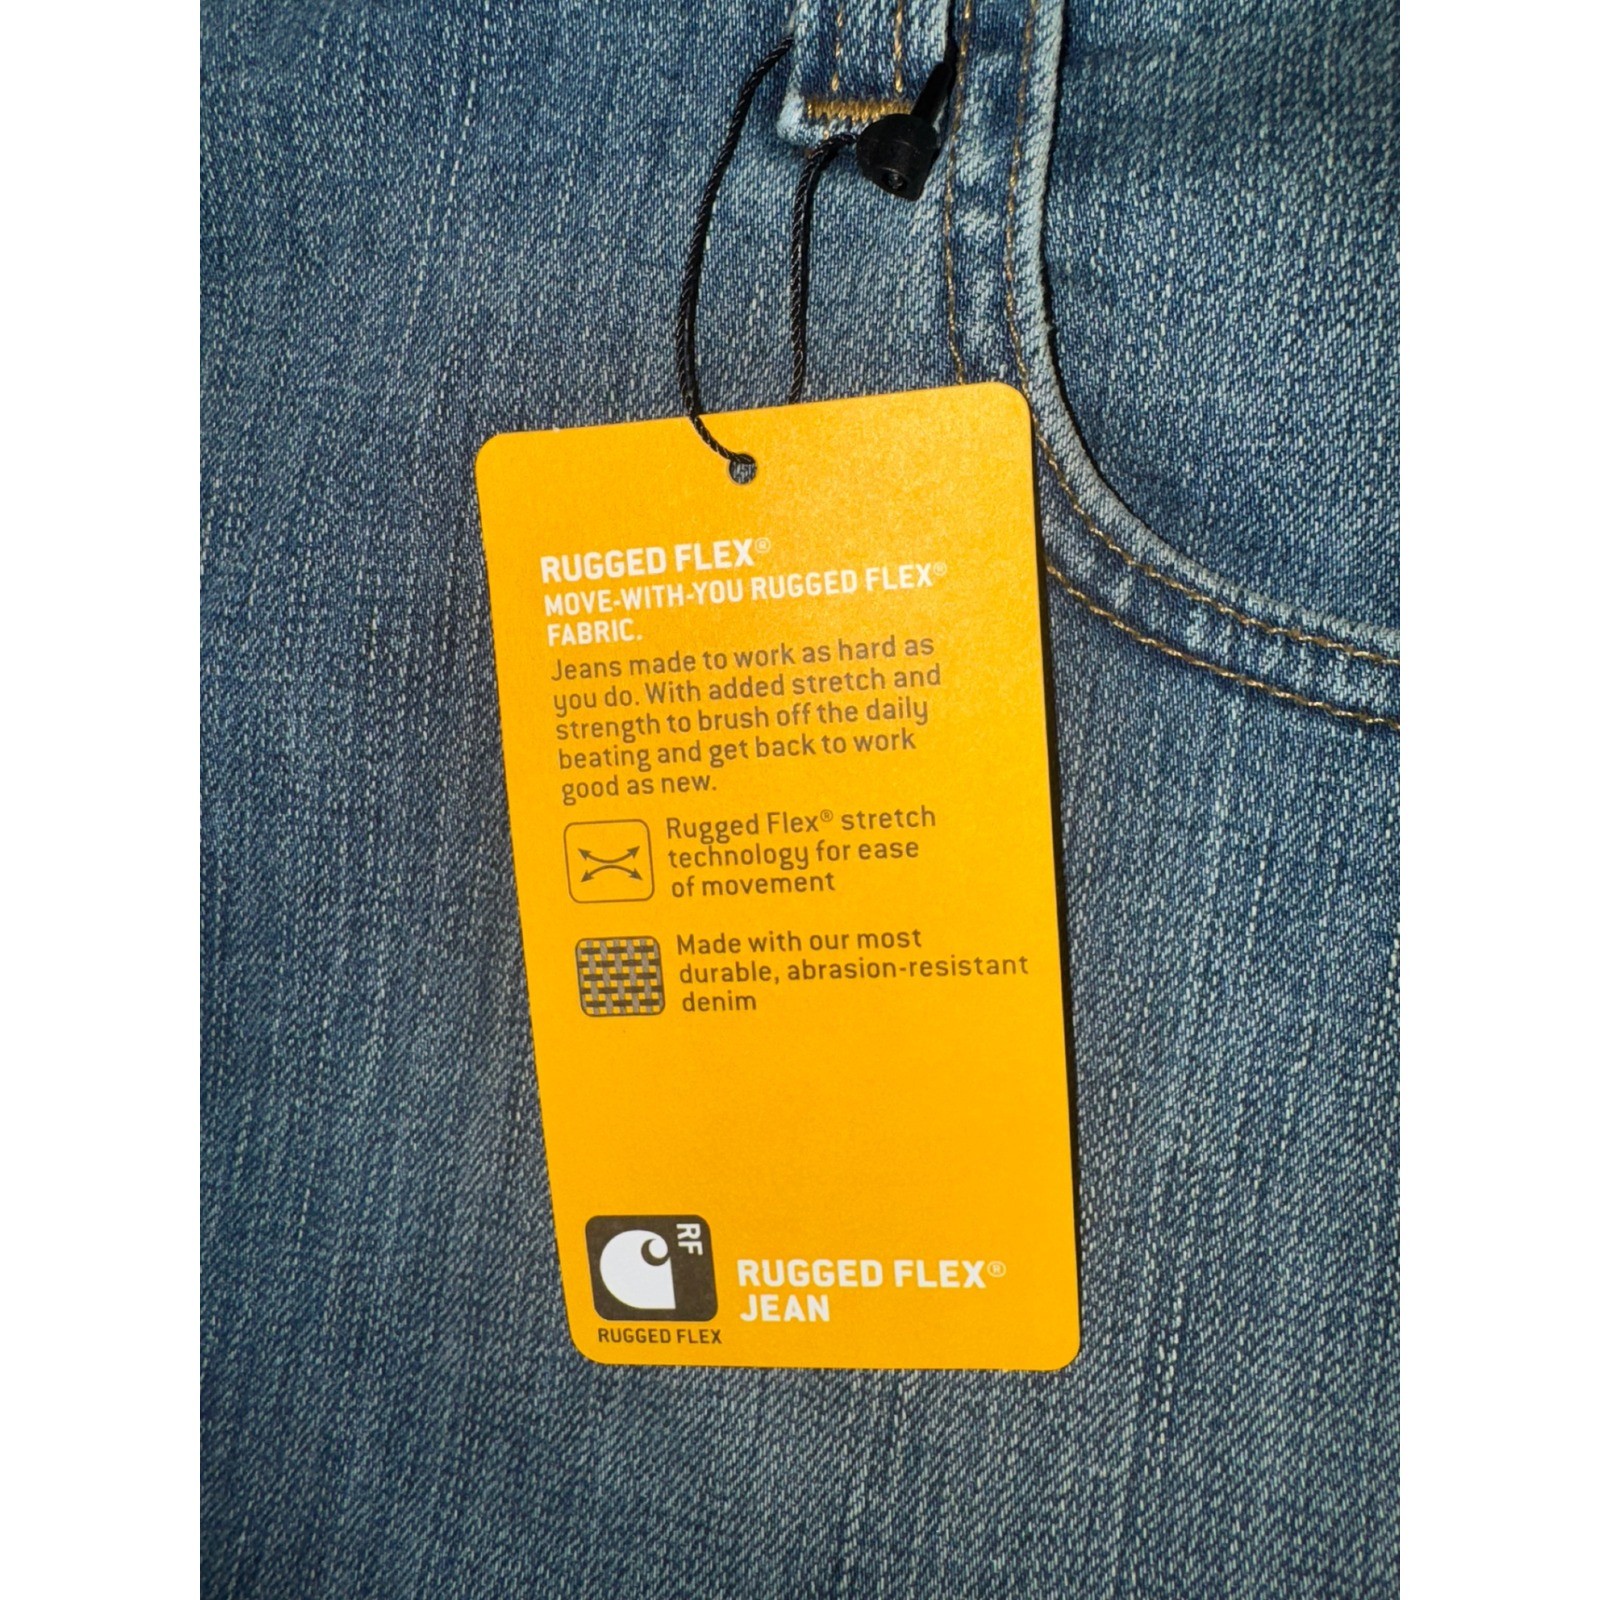 RUGGED FLEX®
MOVE-WITH-YOU RUGGED FLEX®
FABRIC.
Jeans made to work as hard as
you do. With added stretch and
strength to brush off the daily
beating and get back to work
good as new.
Rugged Flex® stretch
technology for ease
of movement
Made with our most
durable, abrasion-resistant
denim
RF
RUGGED FLEX®
JEAN
RUGGED FLEX